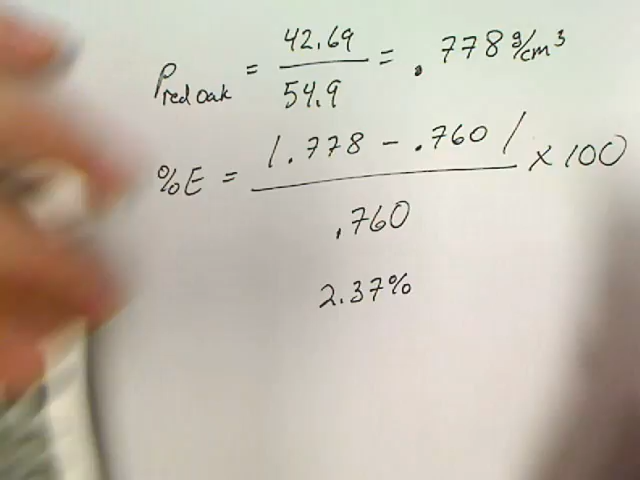 ρred oak = 42.69 / 54.9 = .778 g/cm³
%E = |.778 - .760| / .760 x 100
2.37%